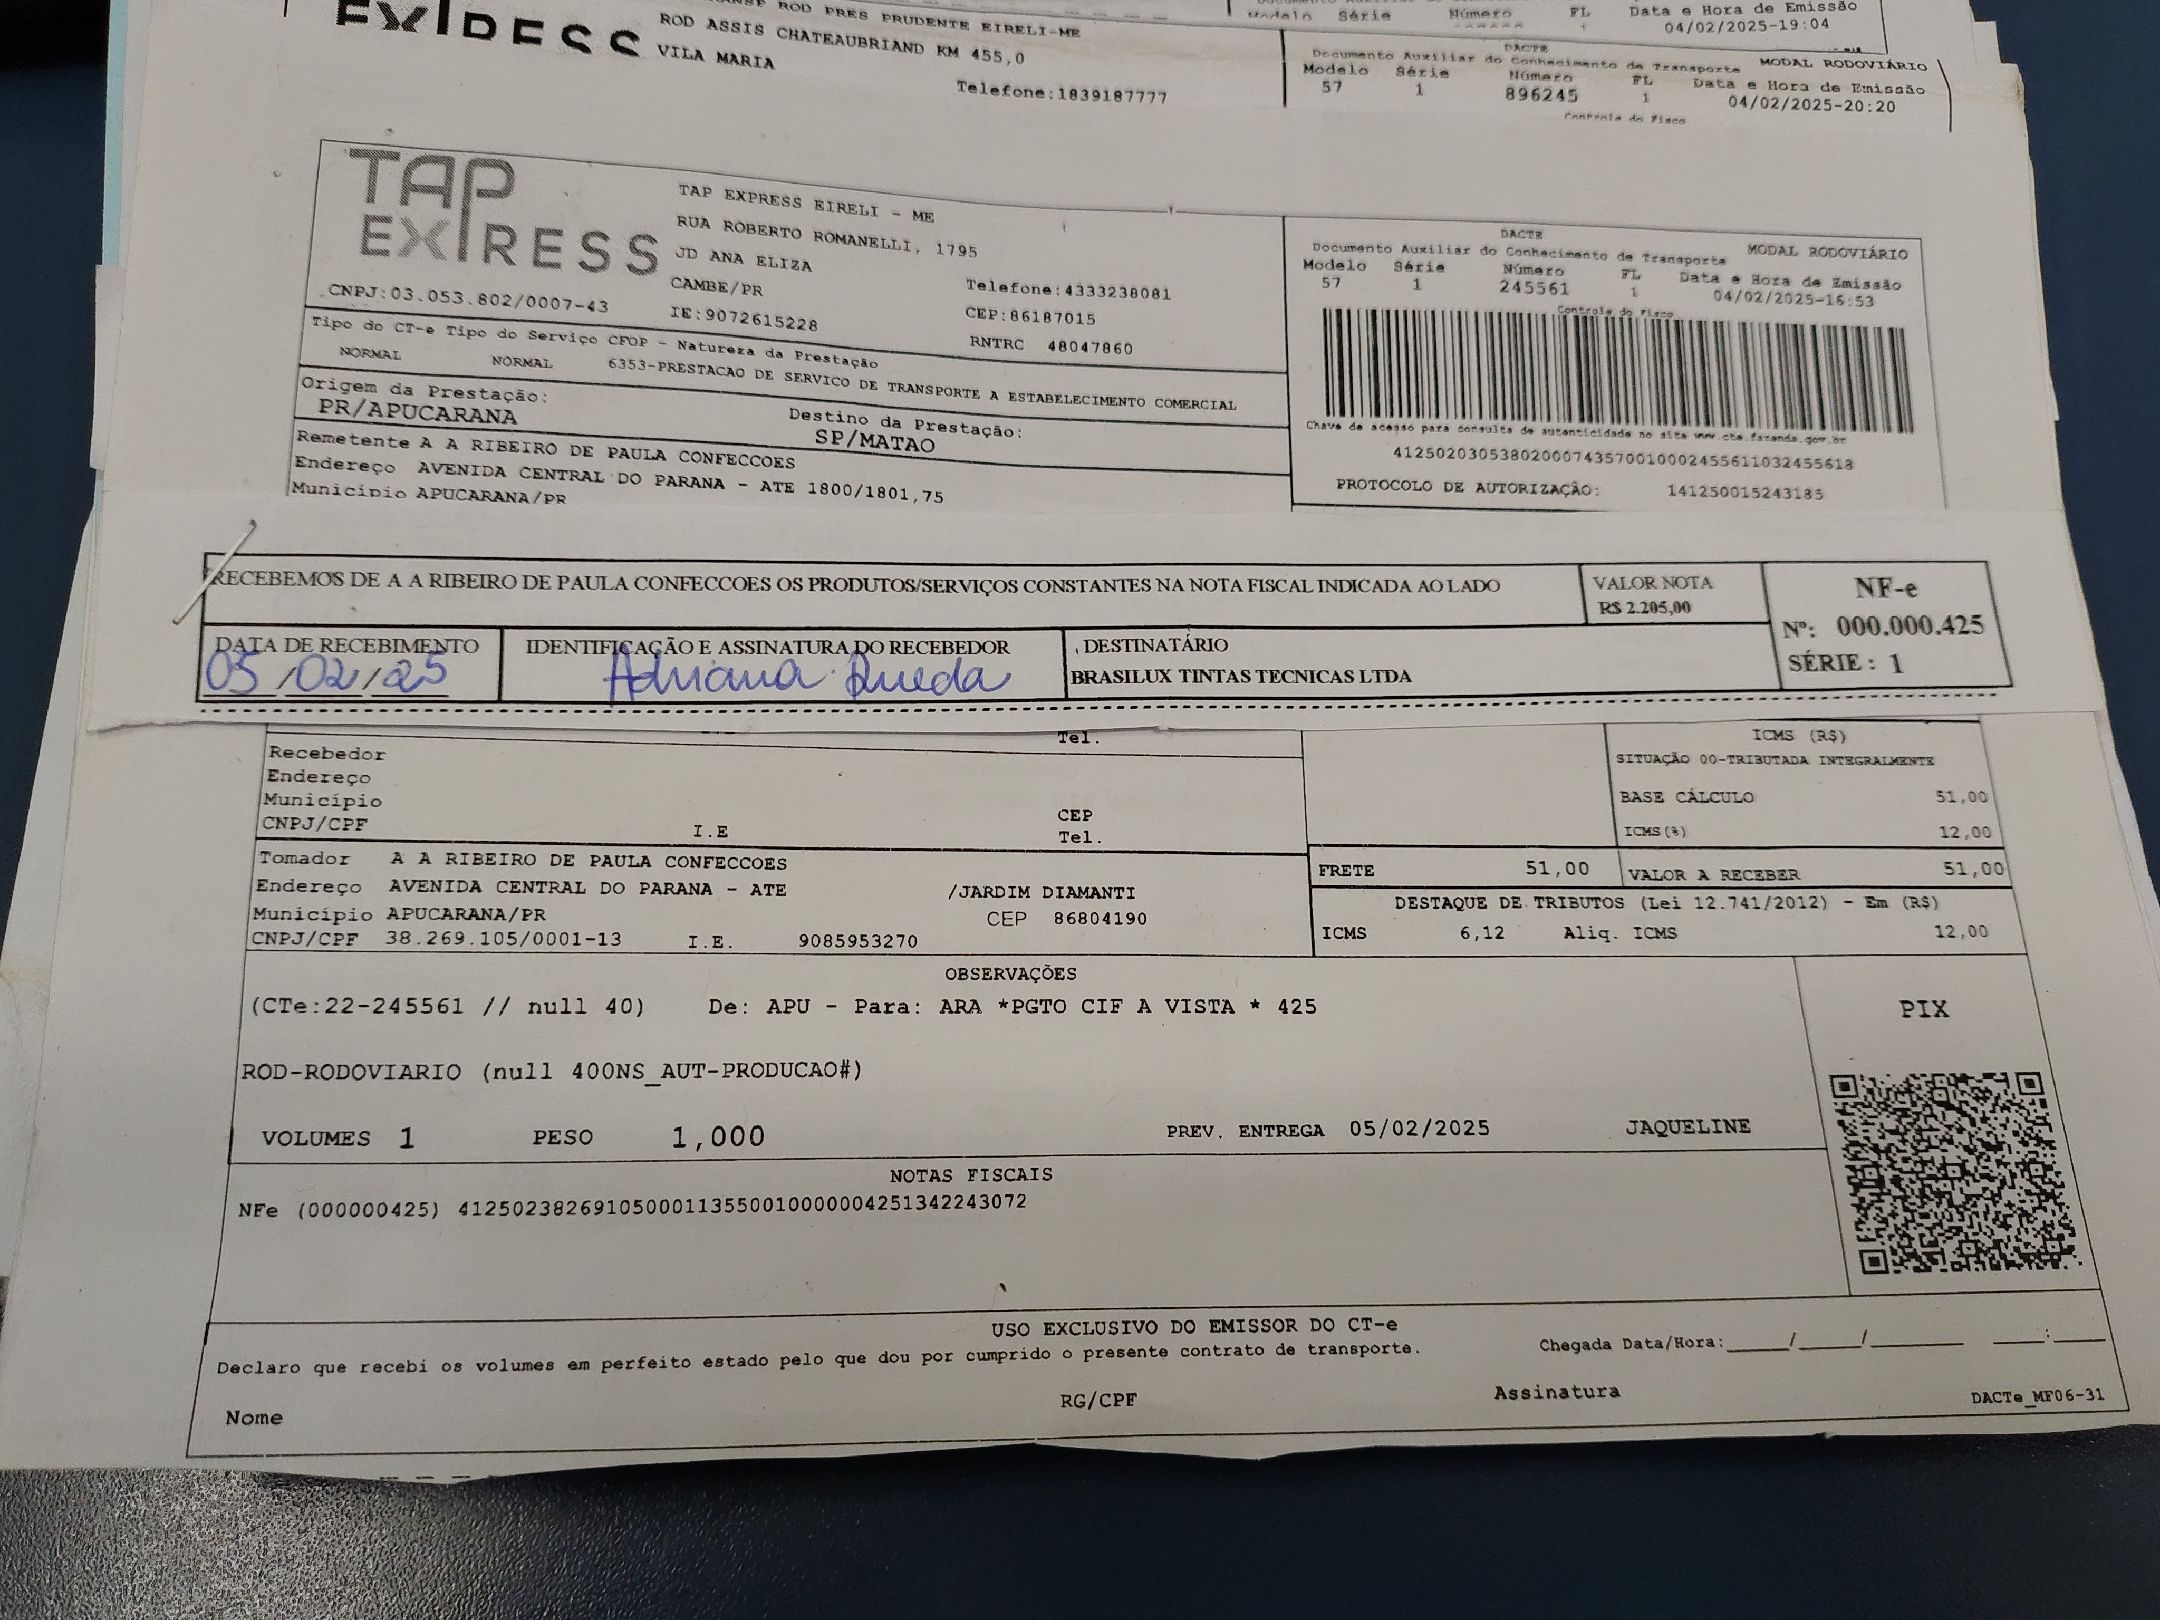 ROD PRES PRUDENTE EIRELI-ME
ROD ASSIS CHATEAUBRIAND KM 455,0
VILA MARIA
Telefone:1839187777
Modelo Série Número FL Data e Hora de Emissão
1 04/02/2025-19:04
DACTE
Documento Auxiliar do Conhecimento de Transporte MODAL RODOVIÁRIO
Modelo Série Número FL Data e Hora de Emissão
57 1 896245 1 04/02/2025-20:20
Controle do Fisco
TAP EXPRESS
TAP EXPRESS EIRELI - ME
RUA ROBERTO ROMANELLI, 1795
JD ANA ELIZA
CAMBE/PR Telefone:4333238081
CNPJ:03.053.802/0007-43 IE:9072615228 CEP:86187015
RNTRC 48047860
DACTE
Documento Auxiliar do Conhecimento de Transporte MODAL RODOVIÁRIO
Modelo Série Número FL Data e Hora de Emissão
57 1 245561 1 04/02/2025-16:53
Controle do Fisco
Tipo do CT-e Tipo do Serviço CFOP - Natureza da Prestação
NORMAL NORMAL 6353-PRESTACAO DE SERVICO DE TRANSPORTE A ESTABELECIMENTO COMERCIAL
Origem da Prestação: Destino da Prestação:
PR/APUCARANA SP/MATAO
Remetente A A RIBEIRO DE PAULA CONFECCOES
Endereço AVENIDA CENTRAL DO PARANA - ATE 1800/1801,75
Município APUCARANA/PR
Chave de acesso para consulta de autenticidade no site www.cte.fazenda.gov.br
41250203053802000743570010002455611032455618
PROTOCOLO DE AUTORIZAÇÃO: 141250015243185
RECEBEMOS DE A A RIBEIRO DE PAULA CONFECCOES OS PRODUTOS/SERVIÇOS CONSTANTES NA NOTA FISCAL INDICADA AO LADO
VALOR NOTA
R$ 2.205,00
NF-e
Nº: 000.000.425
SÉRIE : 1
DATA DE RECEBIMENTO
05/02/25
IDENTIFICAÇÃO E ASSINATURA DO RECEBEDOR
Adriana Rueda
DESTINATÁRIO
BRASILUX TINTAS TECNICAS LTDA
Tel.
Recebedor
Endereço
Município CEP
CNPJ/CPF I.E Tel.
ICMS (R$)
SITUAÇÃO 00-TRIBUTADA INTEGRALMENTE
BASE CÁLCULO 51,00
ICMS(%) 12,00
Tomador A A RIBEIRO DE PAULA CONFECCOES
Endereço AVENIDA CENTRAL DO PARANA - ATE /JARDIM DIAMANTI
Município APUCARANA/PR CEP 86804190
CNPJ/CPF 38.269.105/0001-13 I.E. 9085953270
FRETE 51,00 VALOR A RECEBER 51,00
DESTAQUE DE TRIBUTOS (Lei 12.741/2012) - Em (R$)
ICMS 6,12 Aliq. ICMS 12,00
OBSERVAÇÕES
(CTe:22-245561 // null 40) De: APU - Para: ARA *PGTO CIF A VISTA * 425
ROD-RODOVIARIO (null 400NS_AUT-PRODUCAO#)
PIX
VOLUMES 1 PESO 1,000 PREV. ENTREGA 05/02/2025 JAQUELINE
NOTAS FISCAIS
NFe (000000425) 41250238269105000113550010000004251342243072
USO EXCLUSIVO DO EMISSOR DO CT-e
Declaro que recebi os volumes em perfeito estado pelo que dou por cumprido o presente contrato de transporte. Chegada Data/Hora:_____/_____/________ ____:____
Nome RG/CPF Assinatura DACTe_MF06-31